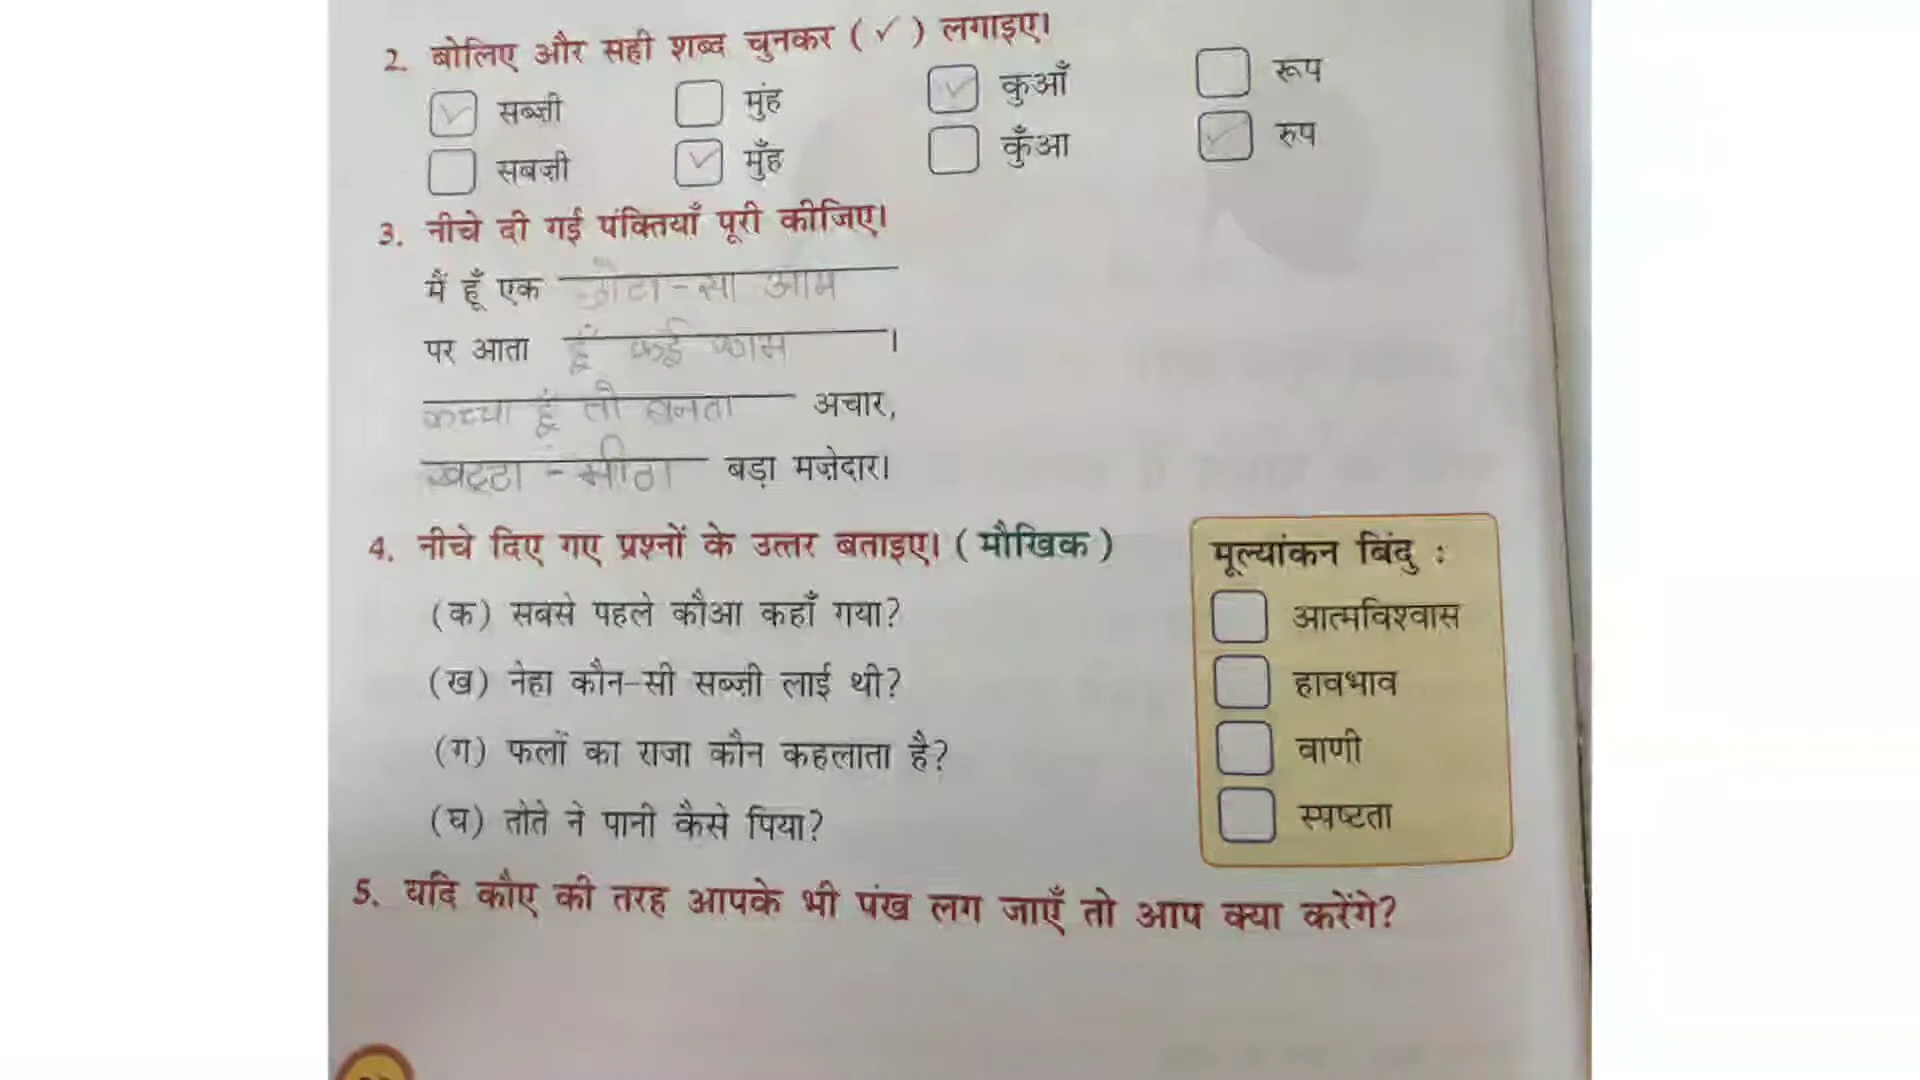 2. बोलिए और सही शब्द चुनकर ( ✓ ) लगाइए।
✓ सब्ज़ी मुंह ✓ कुआँ रूप
सबज़ी ✓ मुँह कुँआ ✓ रुप
3. नीचे दी गई पंक्तियाँ पूरी कीजिए।
मैं हूँ एक छोटा-सा आम
पर आता हूँ कई काम ।
कच्चा हूँ तो बनता अचार,
खट्टा - मीठा बड़ा मज़ेदार।
4. नीचे दिए गए प्रश्नों के उत्तर बताइए। ( मौखिक )
(क) सबसे पहले कौआ कहाँ गया?
(ख) नेहा कौन-सी सब्ज़ी लाई थी?
(ग) फलों का राजा कौन कहलाता है?
(घ) तोते ने पानी कैसे पिया?
मूल्यांकन बिंदु :
आत्मविश्वास
हावभाव
वाणी
स्पष्टता
5. यदि कौए की तरह आपके भी पंख लग जाएँ तो आप क्या करेंगे?